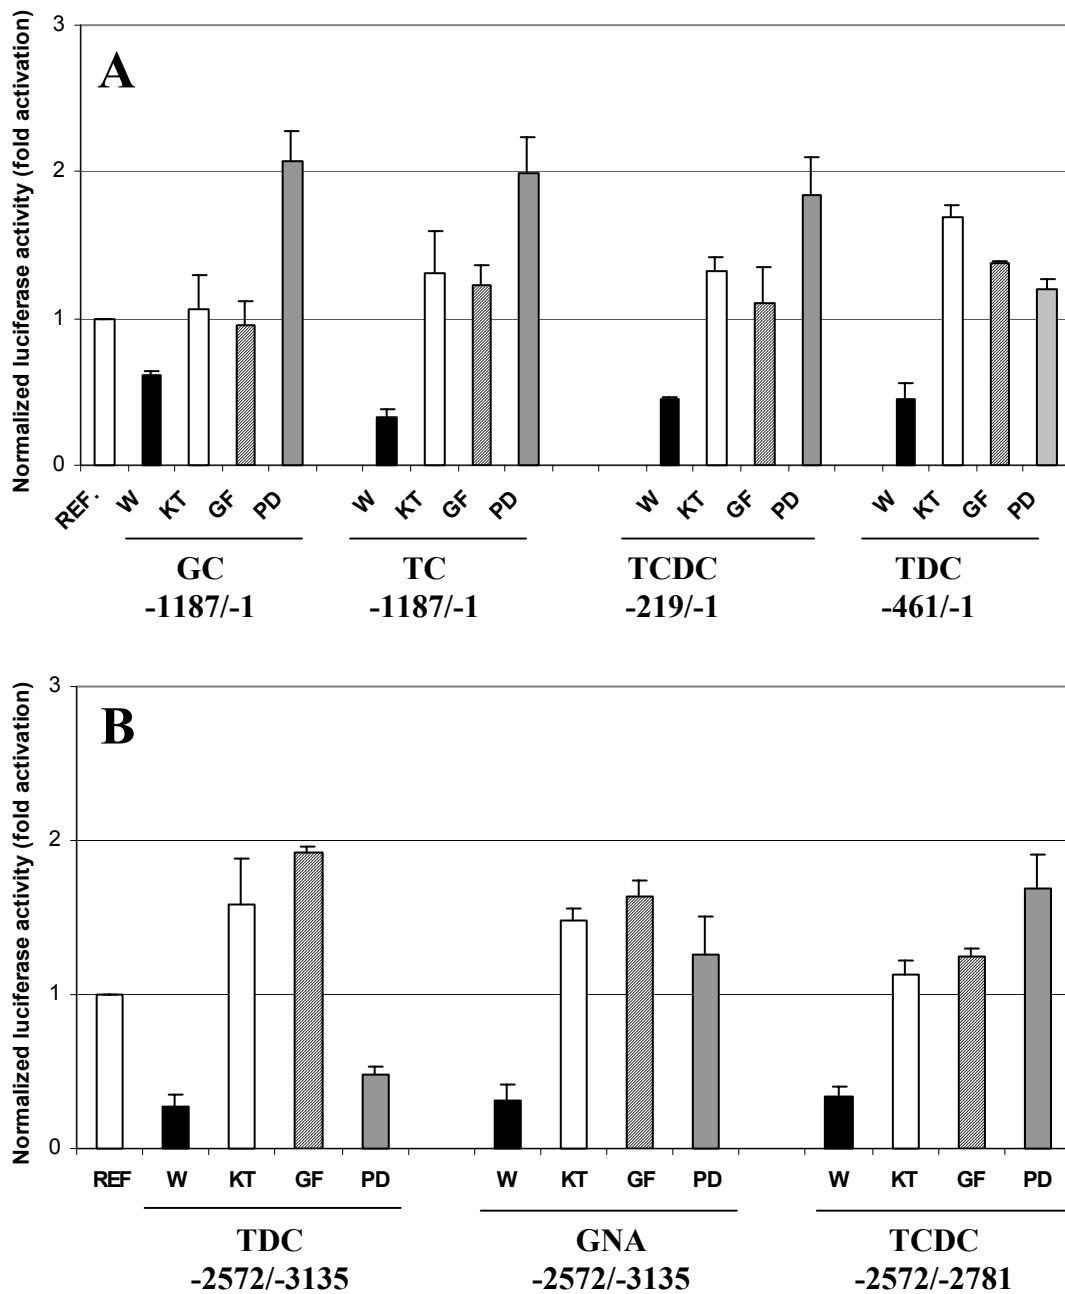 Normalized luciferase activity (fold activation)
3
2
1
0
A
REF. W KT GF PD W KT GF PD W KT GF PD W KT GF PD
GC TC TCDC TDC
-1187/-1 -1187/-1 -219/-1 -461/-1
Normalized luciferase activity (fold activation)
3
2
1
0
B
REF W KT GF PD W KT GF PD W KT GF PD
TDC GNA TCDC
-2572/-3135 -2572/-3135 -2572/-2781